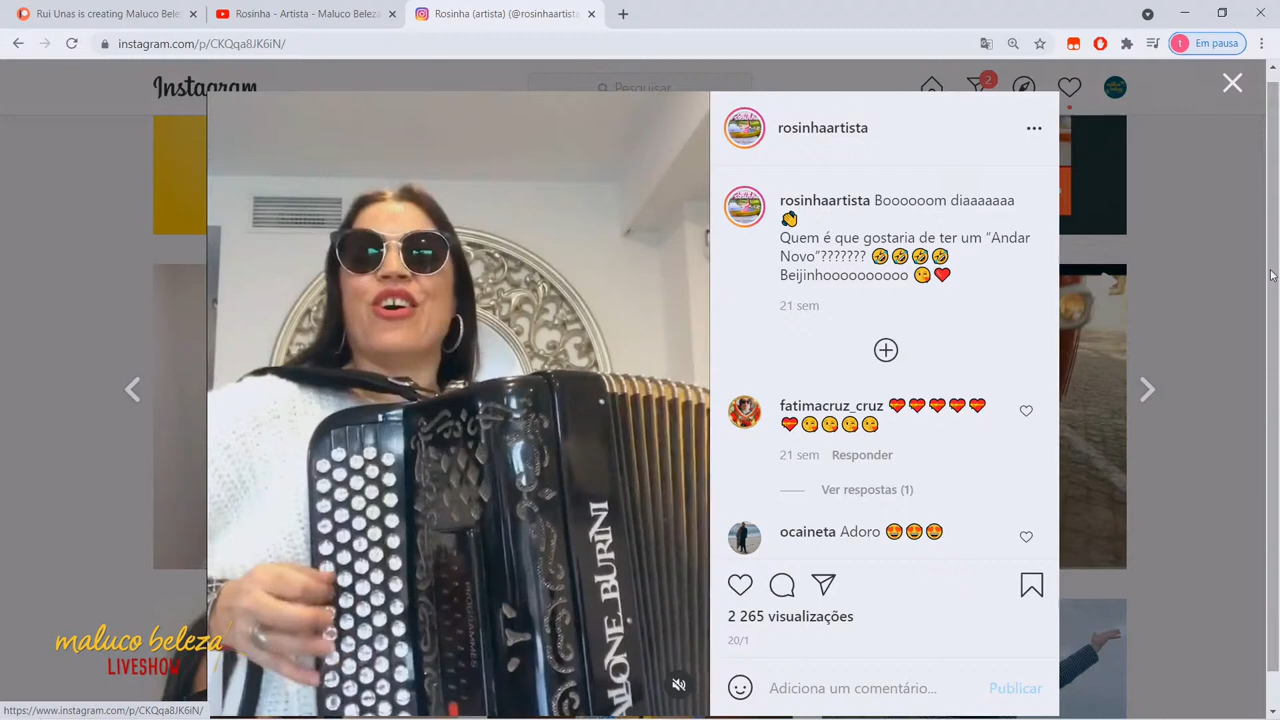 Rui Unas is creating Maluco Bele
Rosinha - Artista - Maluco Beleza
Rosinha (artista) (@rosinhaartista
instagram.com/p/CKQqa8JK6iN/
t
Em pausa
Instagram
Pesquisar
2
rosinhaartista
rosinhaartista Boooooom diaaaaaaa
👏
Quem é que gostaria de ter um “Andar
Novo”??????? 🤣🤣🤣🤣
Beijinhoooooooooo 😘❤️
21 sem
fatimacruz_cruz 💝💝💝💝💝
💝😘😘😘😘
21 sem Responder
Ver respostas (1)
ocaineta Adoro 🤩🤩🤩
2 265 visualizações
20/1
Adiciona um comentário...
Publicar
BURINI
PROGRAMMES
maluco beleza
LIVESHOW
https://www.instagram.com/p/CKQqa8JK6iN/